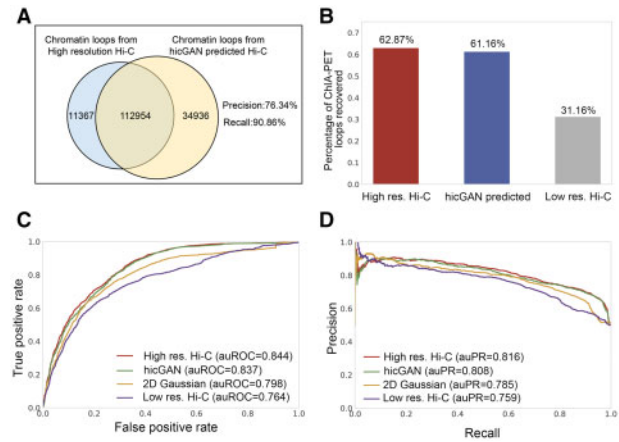 A
Chromatin loops from
High resolution Hi-C
Chromatin loops from
hicGAN predicted Hi-C
11367
112954
34936
Precision:76.34%
Recall:90.86%
B
Percentage of ChIA-PET
loops recovered
0.7
0.6
0.5
0.4
0.3
0.2
0.1
0.0
62.87%
61.16%
31.16%
High res. Hi-C
hicGAN predicted
Low res. Hi-C
C
True positive rate
1.0
0.8
0.6
0.4
0.2
0.0
High res. Hi-C (auROC=0.844)
hicGAN (auROC=0.837)
2D Gaussian (auROC=0.798)
Low res. Hi-C (auROC=0.764)
0.0 0.2 0.4 0.6 0.8 1.0
False positive rate
D
Precision
1.0
0.8
0.6
0.4
0.2
0.0
High res. Hi-C (auPR=0.816)
hicGAN (auPR=0.808)
2D Gaussian (auPR=0.785)
Low res. Hi-C (auPR=0.759)
0.0 0.2 0.4 0.6 0.8 1.0
Recall